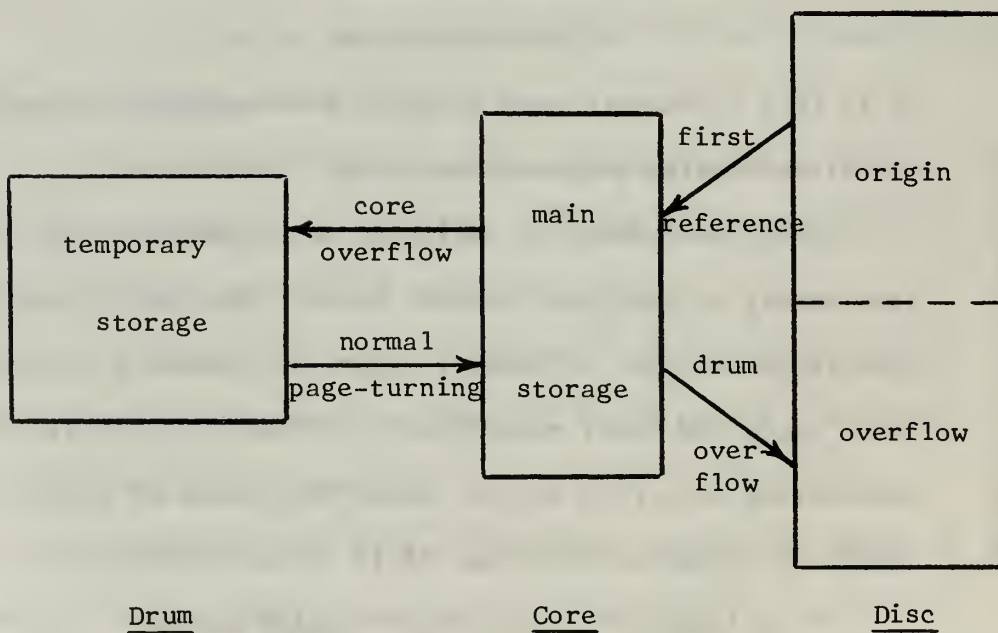 temporary
storage
core
overflow
normal
page-turning
main
storage
first
reference
drum
over-
flow
origin
overflow
Drum Core Disc